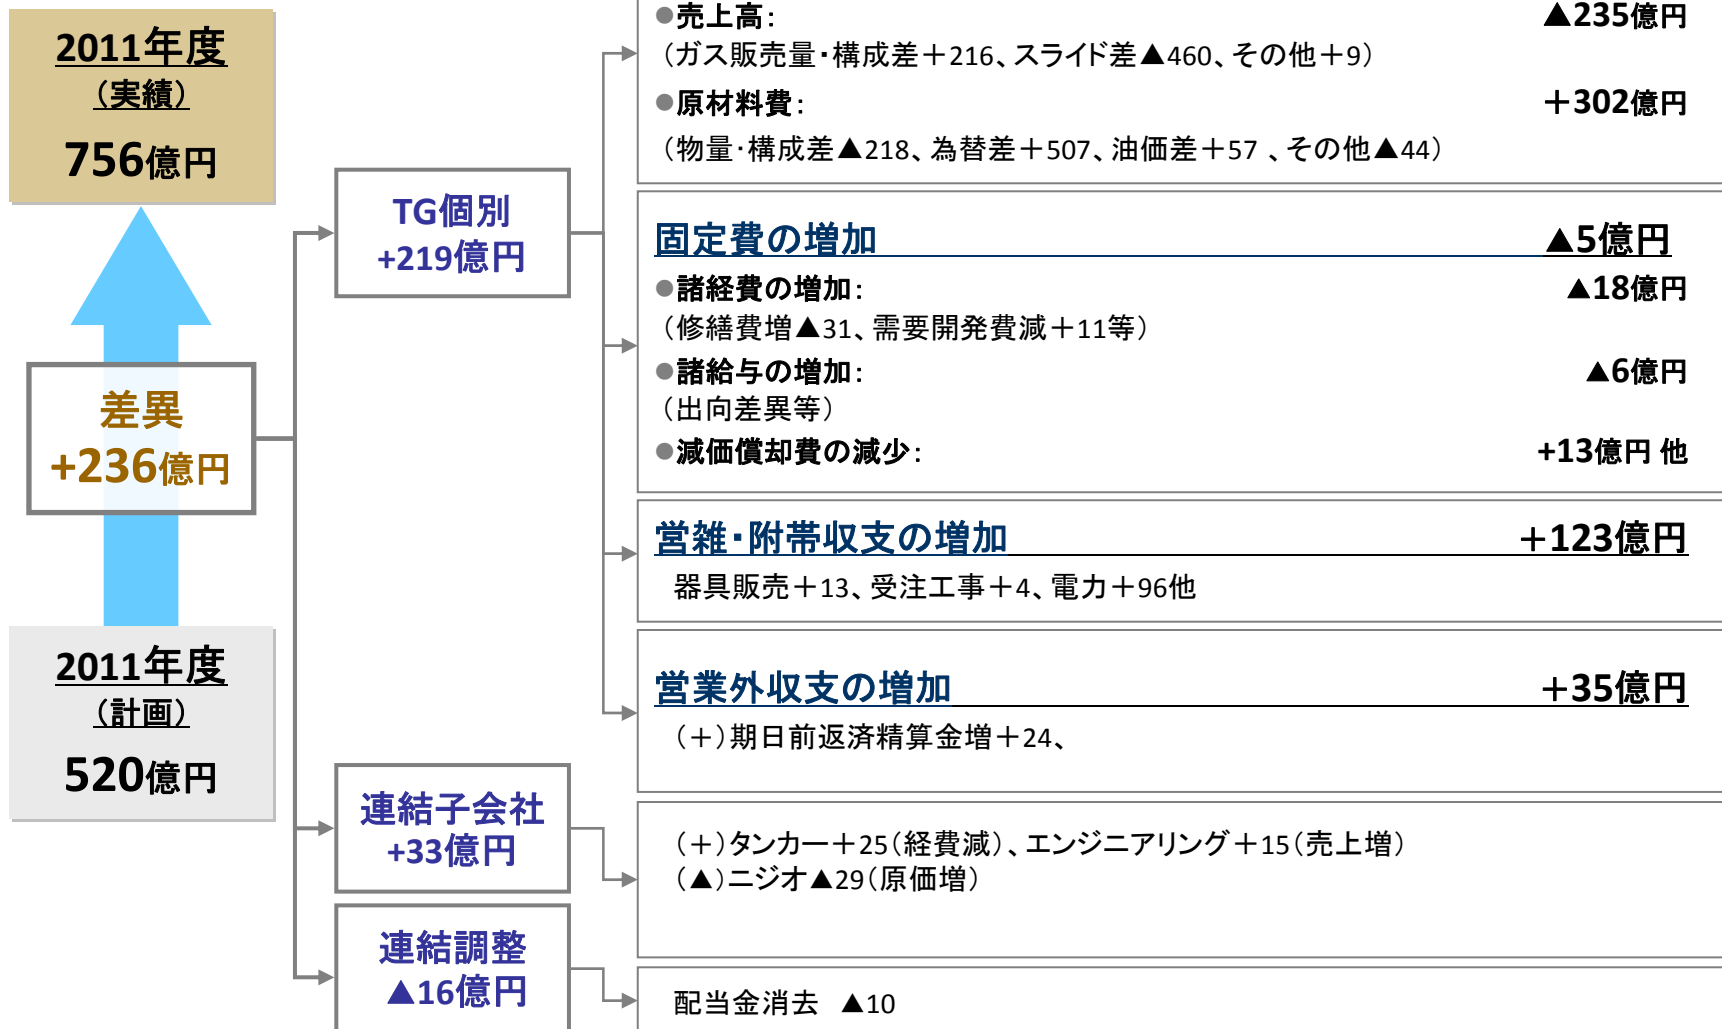 2011年度
（実績）
756億円
差異
+236億円
2011年度
（計画）
520億円
TG個別
+219億円
連結子会社
+33億円
連結調整
▲16億円
●売上高： ▲235億円
（ガス販売量・構成差＋216、スライド差▲460、その他＋9）
●原材料費： ＋302億円
（物量・構成差▲218、為替差＋507、油価差＋57 、その他▲44）
固定費の増加 ▲5億円
●諸経費の増加： ▲18億円
（修繕費増▲31、需要開発費減＋11等）
●諸給与の増加： ▲6億円
（出向差異等）
●減価償却費の減少： +13億円 他
営雑・附帯収支の増加 ＋123億円
器具販売＋13、受注工事＋4、電力＋96他
営業外収支の増加 ＋35億円
（＋）期日前返済精算金増＋24、
（＋）タンカー＋25（経費減）、エンジニアリング＋15（売上増）
（▲）ニジオ▲29（原価増）
配当金消去 ▲10